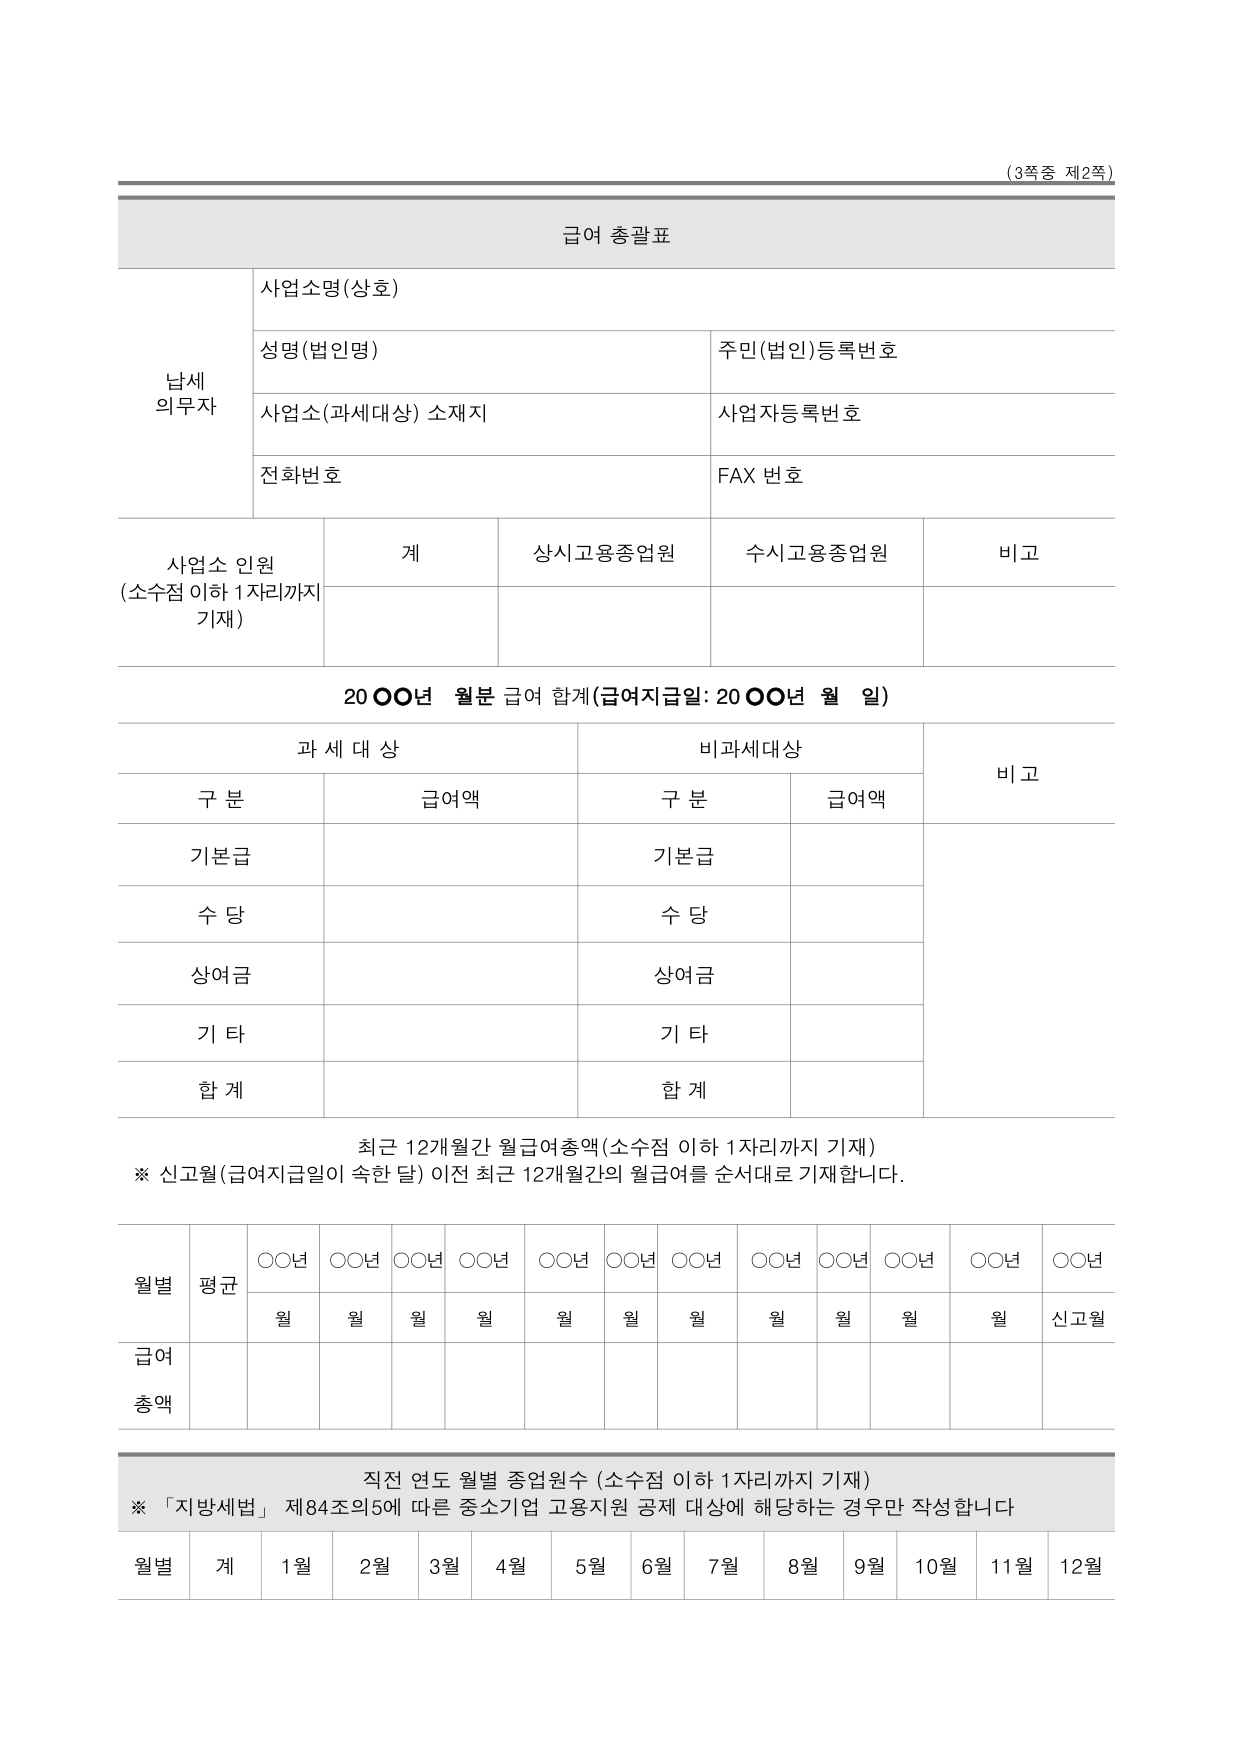 (3쪽중 제2쪽)
급여 총괄표
납세
의무자
사업소명(상호)
성명(법인명)
주민(법인)등록번호
사업소(과세대상) 소재지
사업자등록번호
전화번호
FAX 번호
사업소 인원
(소수점 이하 1자리까지
기재)
계
상시고용종업원
수시고용종업원
비고
20 ○○년 월분 급여 합계(급여지급일: 20 ○○년 월 일)
과 세 대 상
비과세대상
비 고
구 분
급여액
구 분
급여액
기본급
기본급
수 당
수 당
상여금
상여금
기 타
기 타
합 계
합 계
최근 12개월간 월급여총액(소수점 이하 1자리까지 기재)
※ 신고월(급여지급일이 속한 달) 이전 최근 12개월간의 월급여를 순서대로 기재합니다.
월별
평균
○○년
○○년
○○년
○○년
○○년
○○년
○○년
○○년
○○년
○○년
○○년
○○년
월
월
월
월
월
월
월
월
월
월
월
신고월
급여
총액
직전 연도 월별 종업원수 (소수점 이하 1자리까지 기재)
※ 「지방세법」 제84조의5에 따른 중소기업 고용지원 공제 대상에 해당하는 경우만 작성합니다
월별
계
1월
2월
3월
4월
5월
6월
7월
8월
9월
10월
11월
12월